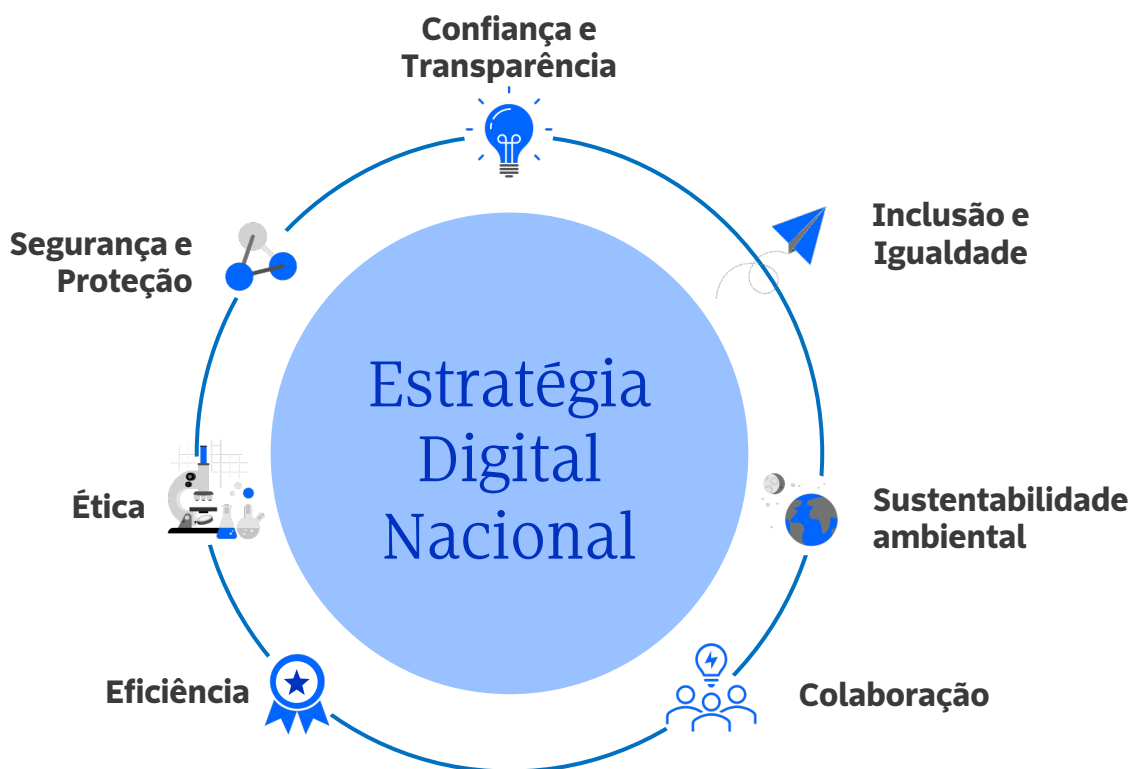 Confiança e
Transparência
Inclusão e
Igualdade
Segurança e
Proteção
Estratégia
Digital
Nacional
Ética
Sustentabilidade
ambiental
Eficiência
Colaboração